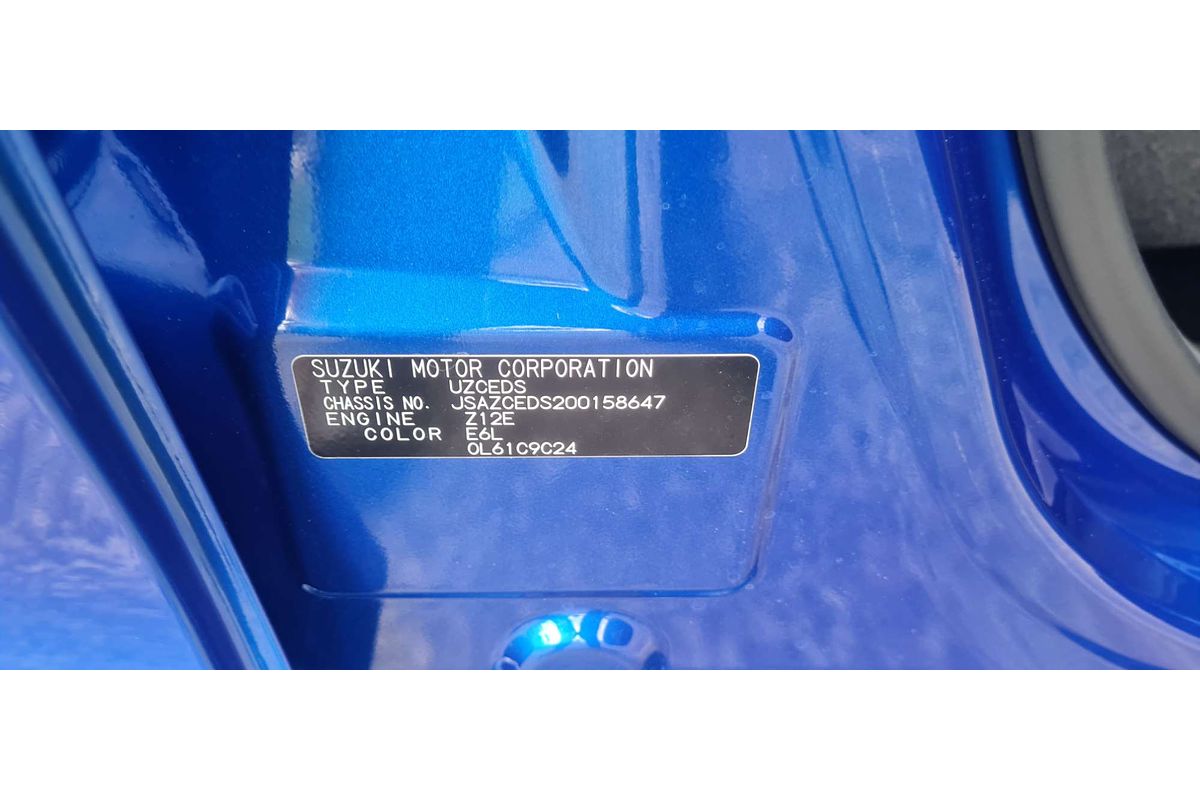 SUZUKI MOTOR CORPORATION
TYPE UZCEDS
CHASSIS NO. JSAZCEDS200158647
ENGINE Z12E
COLOR E6L
0L61C9C24